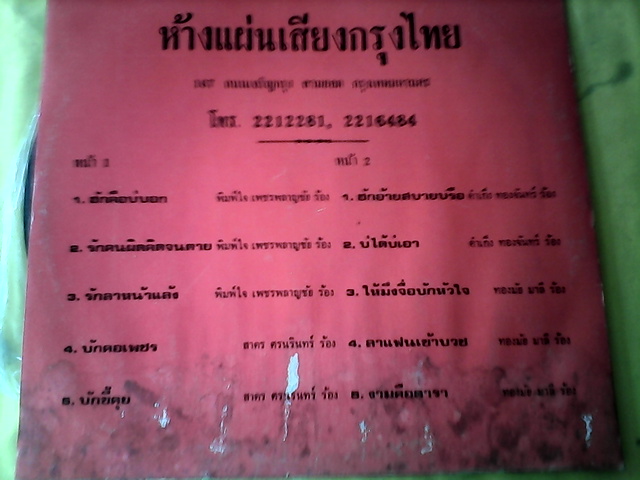 ห้างแผ่นเสียงกรุงไทย
โทร. 2212281, 2216484
หน้า 1
หน้า 2
1. ฮักคือบ่บอก พิมพ์ใจ เพชรพลาญชัย ร้อง
1. ฮักอ้ายสบายบ่รือ คำเกิ่ง ทองจันทร์ ร้อง
2. รักคนผิดคิดจนตาย พิมพ์ใจ เพชรพลาญชัย ร้อง
2. บ่ได้บ่เอา คำเกิ่ง ทองจันทร์ ร้อง
3. รักลาหน้าแล้ง พิมพ์ใจ เพชรพลาญชัย ร้อง
3. ให้มึงจื่อบักหัวใจ ทองมัย มาลี ร้อง
4. บักคอเพชร สาคร ศรนรินทร์ ร้อง
4. คาแฟนเข้าบวช ทองมัย มาลี ร้อง
5. บักขี้คุย สาคร ร้อง
5. ทองมัย มาลี ร้อง